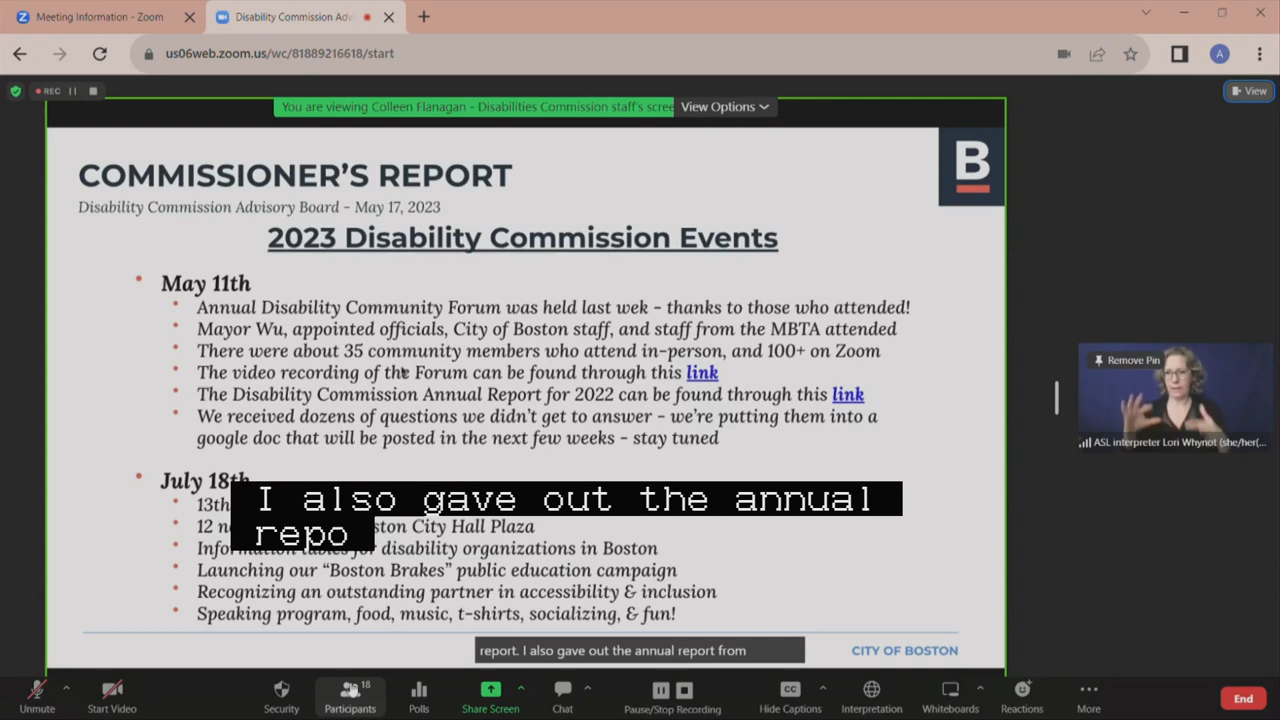 Meeting Information - Zoom
Disability Commission Adv
us06web.zoom.us/wc/81889216618/start
A
REC
You are viewing Colleen Flanagan - Disabilities Commission staff's scree
View Options
View
COMMISSIONER'S REPORT
B
Disability Commission Advisory Board - May 17, 2023
2023 Disability Commission Events
May 11th
Annual Disability Community Forum was held last wek - thanks to those who attended!
Mayor Wu, appointed officials, City of Boston staff, and staff from the MBTA attended
There were about 35 community members who attend in-person, and 100+ on Zoom
The video recording of the Forum can be found through this link
The Disability Commission Annual Report for 2022 can be found through this link
We received dozens of questions we didn't get to answer - we're putting them into a
google doc that will be posted in the next few weeks - stay tuned
Remove Pin
ASL interpreter Lori Whynot (she/her(...
July 18th
I also gave out the annual
repo
13th
12 n ston City Hall Plaza
Information tables for disability organizations in Boston
Launching our “Boston Brakes” public education campaign
Recognizing an outstanding partner in accessibility & inclusion
Speaking program, food, music, t-shirts, socializing, & fun!
report. I also gave out the annual report from
CITY OF BOSTON
Unmute
Start Video
Security
18
Participants
Polls
Share Screen
Chat
Pause/Stop Recording
CC
Hide Captions
Interpretation
Whiteboards
Reactions
More
End